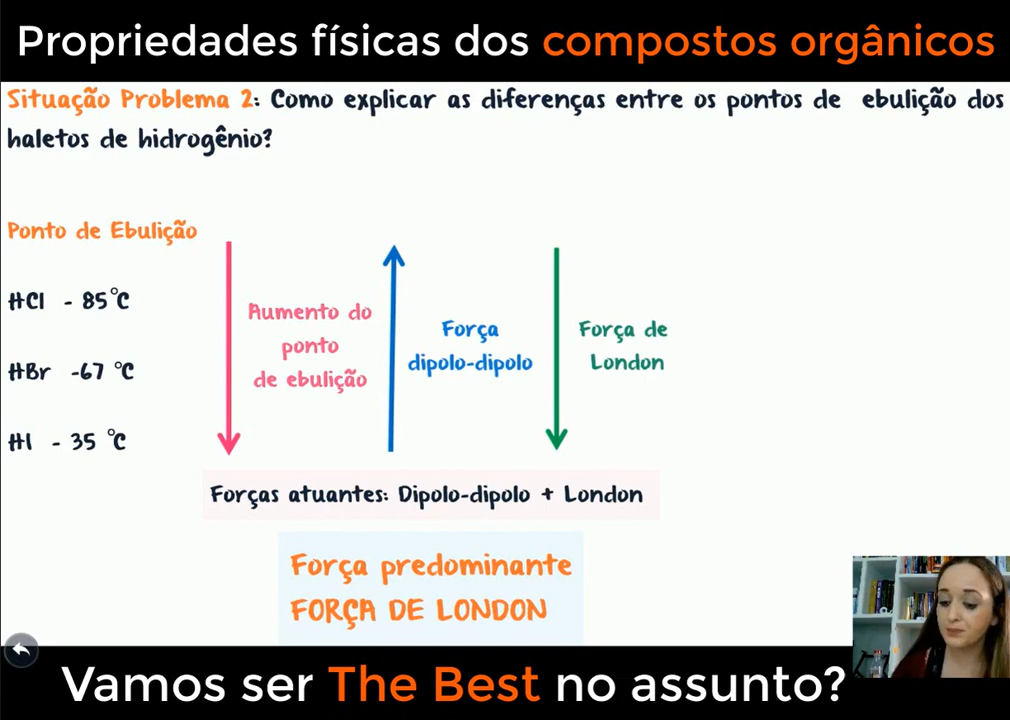 Propriedades físicas dos compostos orgânicos
Situação Problema 2: Como explicar as diferenças entre os pontos de ebulição dos
haletos de hidrogênio?
Ponto de Ebulição
HCl - 85°C
HBr -67 °C
HI - 35 °C
Aumento do
ponto
de ebulição
Força
dipolo-dipolo
Força de
London
Forças atuantes: Dipolo-dipolo + London
Força predominante
FORÇA DE LONDON
Vamos ser The Best no assunto?